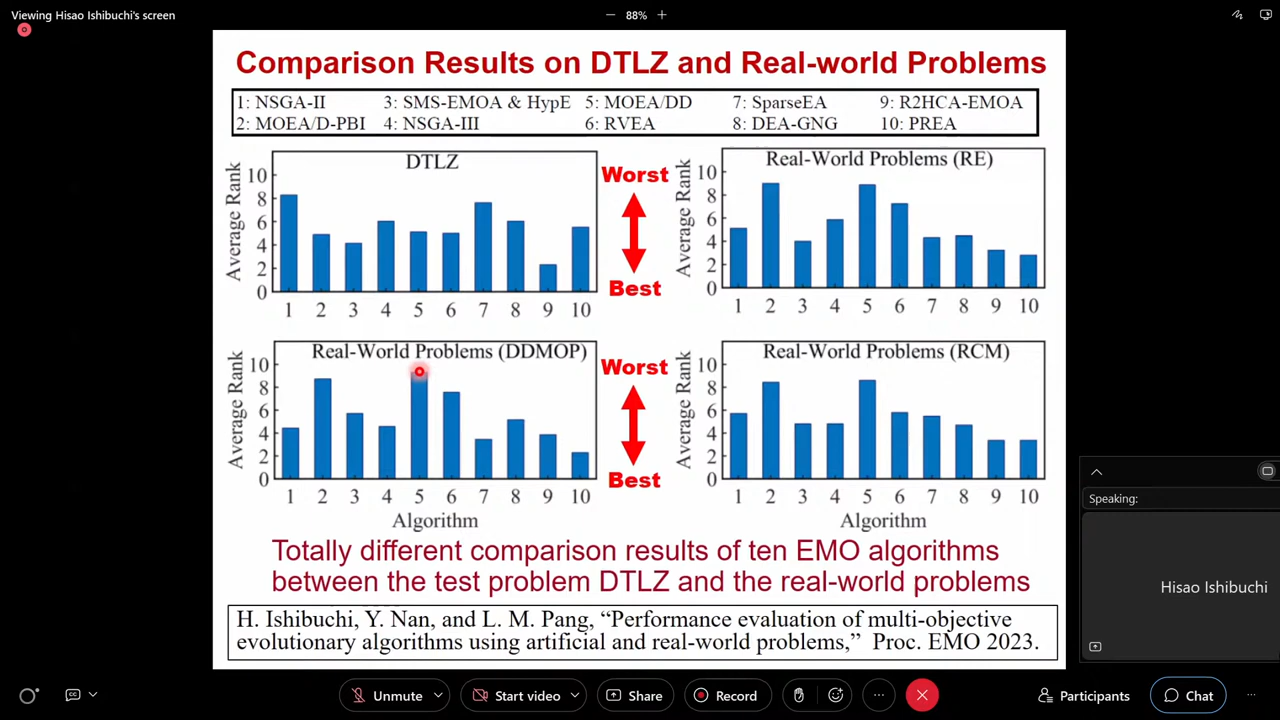 Viewing Hisao Ishibuchi's screen
88%
Comparison Results on DTLZ and Real-world Problems
1: NSGA-II 3: SMS-EMOA & HypE 5: MOEA/DD 7: SparseEA 9: R2HCA-EMOA
2: MOEA/D-PBI 4: NSGA-III 6: RVEA 8: DEA-GNG 10: PREA
DTLZ
Average Rank
10
8
6
4
2
0
1 2 3 4 5 6 7 8 9 10
Worst
Best
Real-World Problems (RE)
Average Rank
10
8
6
4
2
0
1 2 3 4 5 6 7 8 9 10
Real-World Problems (DDMOP)
Average Rank
10
8
6
4
2
0
1 2 3 4 5 6 7 8 9 10
Algorithm
Worst
Best
Real-World Problems (RCM)
Average Rank
10
8
6
4
2
0
1 2 3 4 5 6 7 8 9 10
Algorithm
Totally different comparison results of ten EMO algorithms
between the test problem DTLZ and the real-world problems
H. Ishibuchi, Y. Nan, and L. M. Pang, “Performance evaluation of multi-objective
evolutionary algorithms using artificial and real-world problems,” Proc. EMO 2023.
Speaking:
Hisao Ishibuchi
CC
Unmute
Start video
Share
Record
Participants
Chat